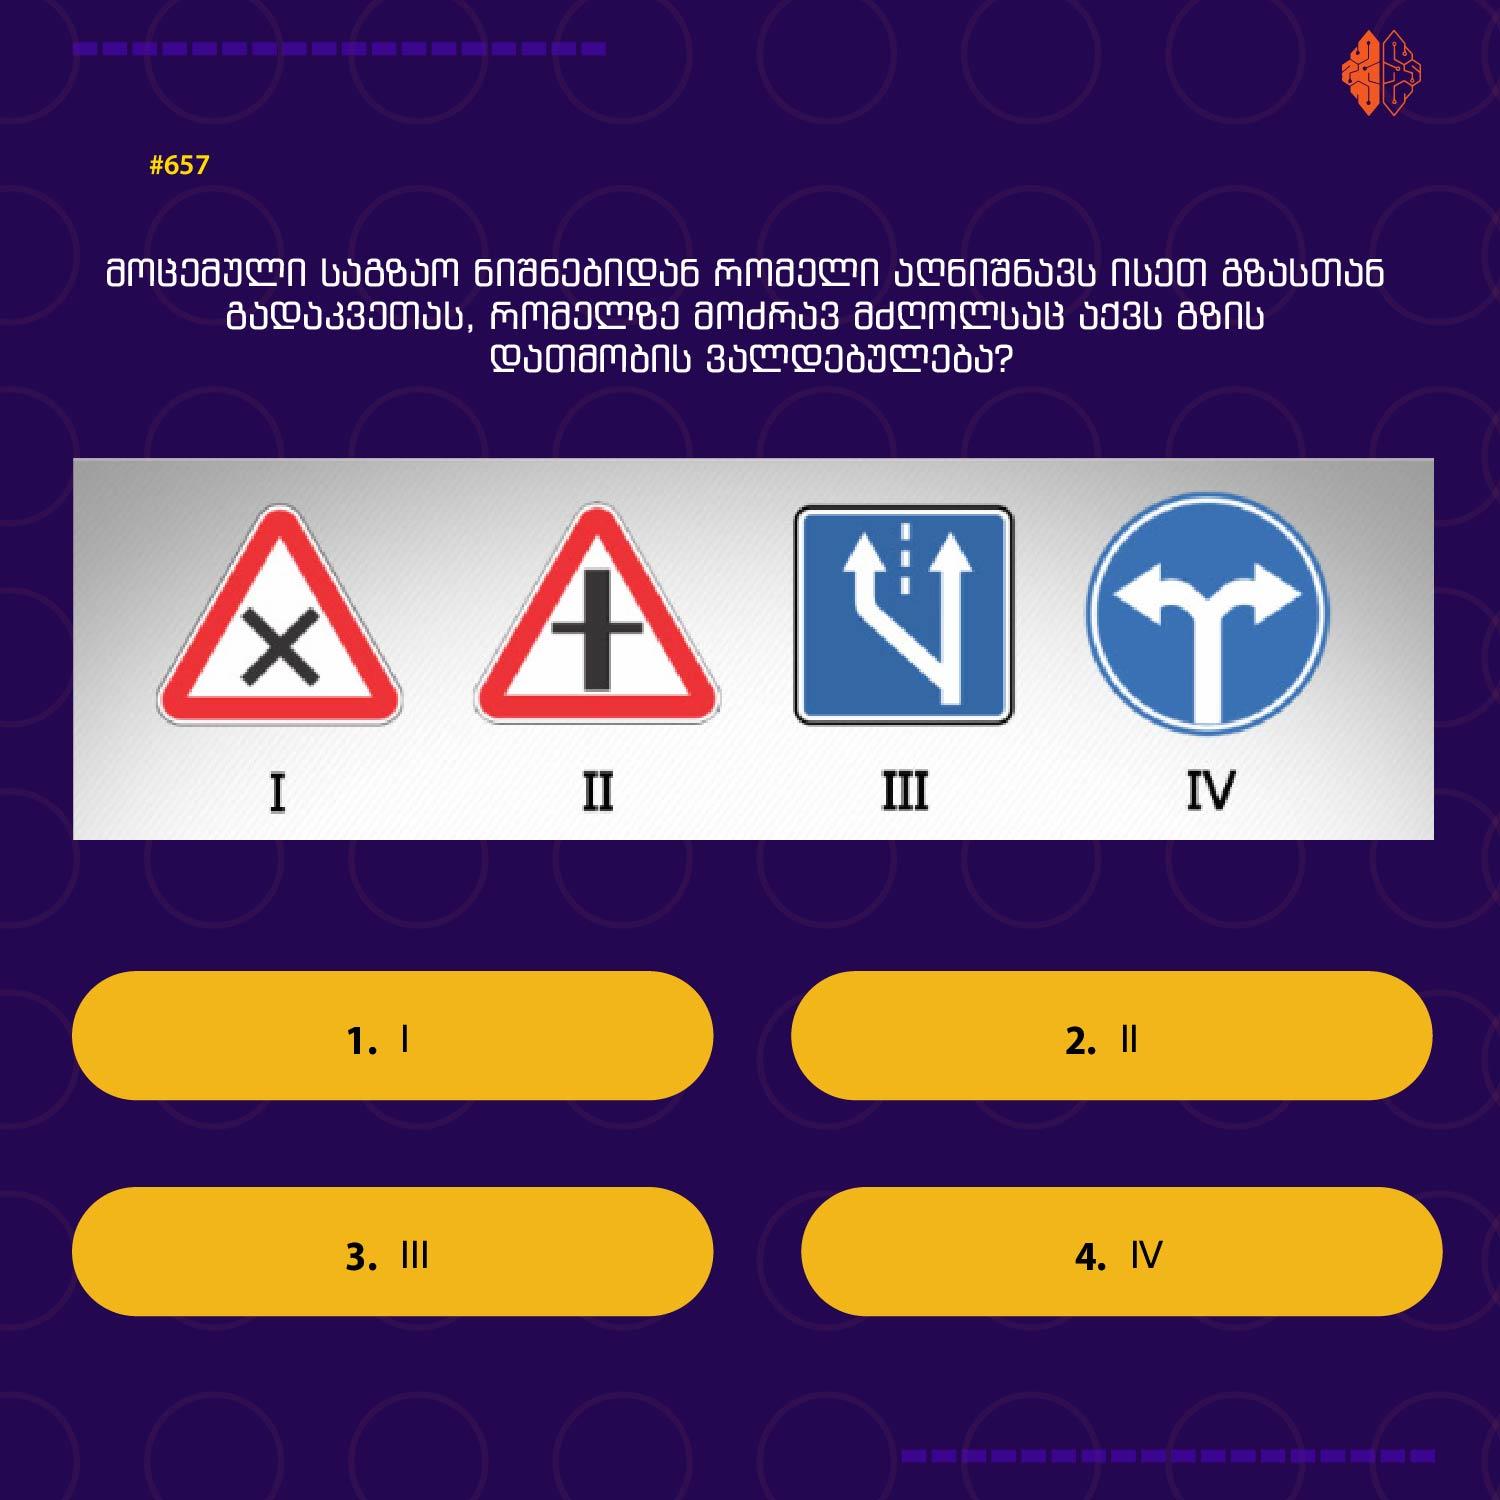 #657
მოცემული საგზაო ნიშნებიდან რომელი აღნიშნავს ისეთ გზასთან
გადაკვეთას, რომელზე მოძრავ მძღოლსაც აქვს გზის
დათმობის ვალდებულება?
I II III IV
1. I
2. II
3. III
4. IV